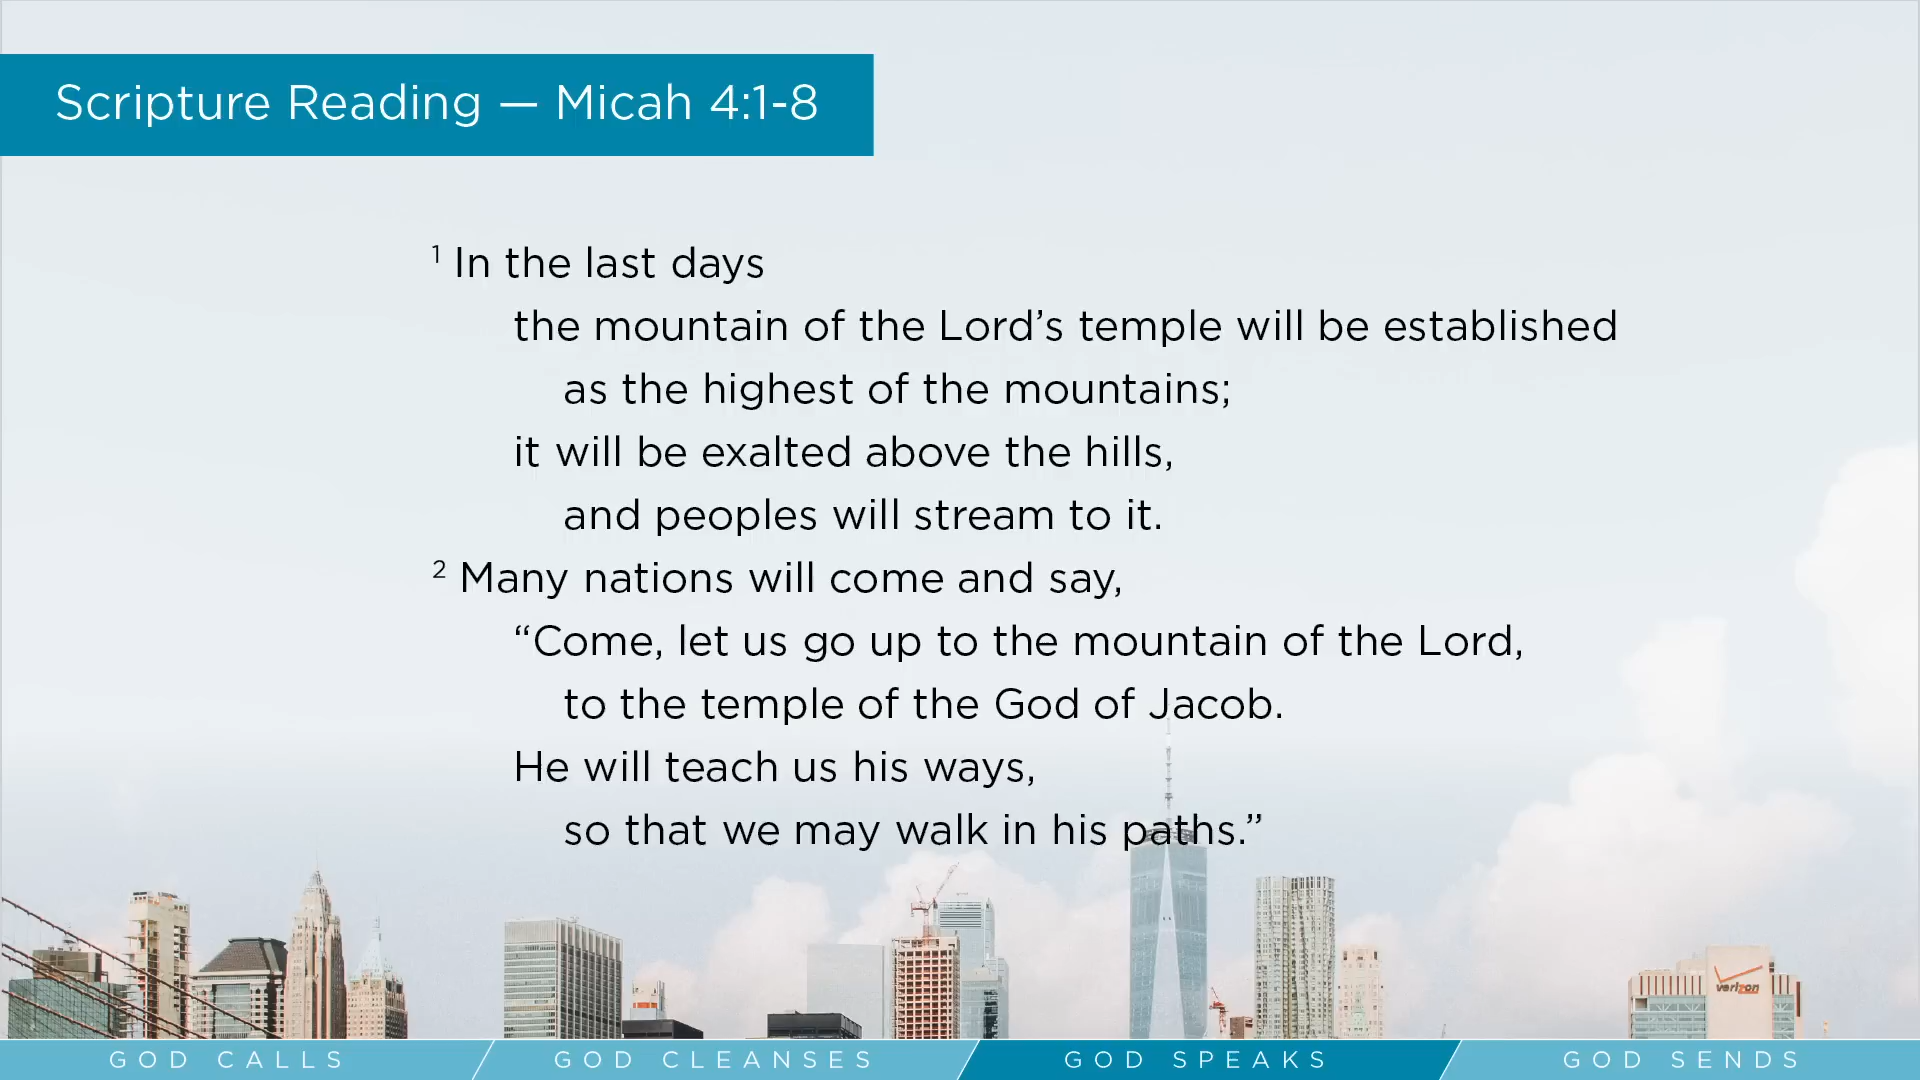 Scripture Reading — Micah 4:1-8
¹ In the last days
the mountain of the Lord’s temple will be established
as the highest of the mountains;
it will be exalted above the hills,
and peoples will stream to it.
² Many nations will come and say,
“Come, let us go up to the mountain of the Lord,
to the temple of the God of Jacob.
He will teach us his ways,
so that we may walk in his paths.”
verizon
GOD CALLS
GOD CLEANSES
GOD SPEAKS
GOD SENDS